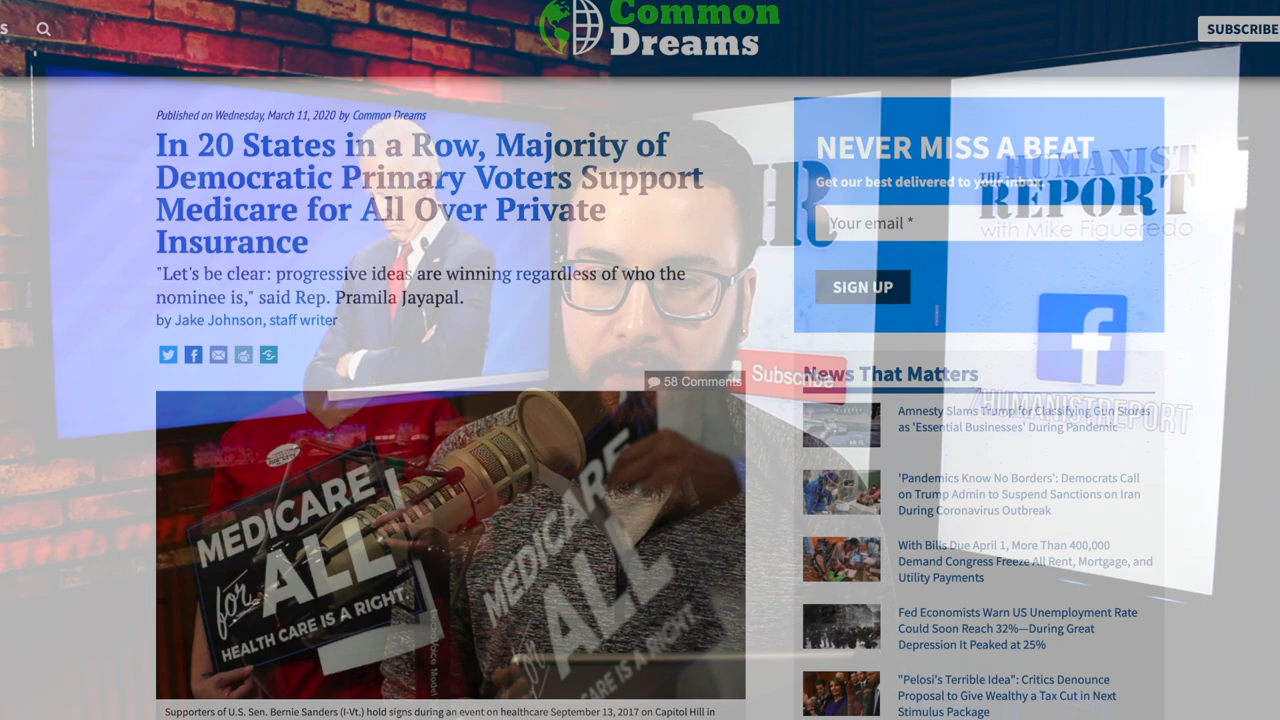 S
Common
Dreams
SUBSCRIBE
Published on Wednesday, March 11, 2020 by Common Dreams
In 20 States in a Row, Majority of
Democratic Primary Voters Support
Medicare for All Over Private
Insurance
"Let's be clear: progressive ideas are winning regardless of who the
nominee is," said Rep. Pramila Jayapal.
by Jake Johnson, staff writer
58 Comments
MEDICARE
for
ALL
HEALTH CARE IS A RIGHT.
MEDICARE
for
ALL
CARE IS A RIGHT
Supporters of U.S. Sen. Bernie Sanders (I-Vt.) hold signs during an event on healthcare September 13, 2017 on Capitol Hill in
HR
NEVER MISS A BEAT
Get our best delivered to your inbox.
Your email *
SIGN UP
THE HUMANIST
REPORT
with Mike Figueredo
f
/HUMANISTREPORT
Subscribe
News That Matters
Amnesty Slams Trump for Classifying Gun Stores
as 'Essential Businesses' During Pandemic
'Pandemics Know No Borders': Democrats Call
on Trump Admin to Suspend Sanctions on Iran
During Coronavirus Outbreak
With Bills Due April 1, More Than 400,000
Demand Congress Freeze All Rent, Mortgage, and
Utility Payments
Fed Economists Warn US Unemployment Rate
Could Soon Reach 32%—During Great
Depression It Peaked at 25%
"Pelosi's Terrible Idea": Critics Denounce
Proposal to Give Wealthy a Tax Cut in Next
Stimulus Package